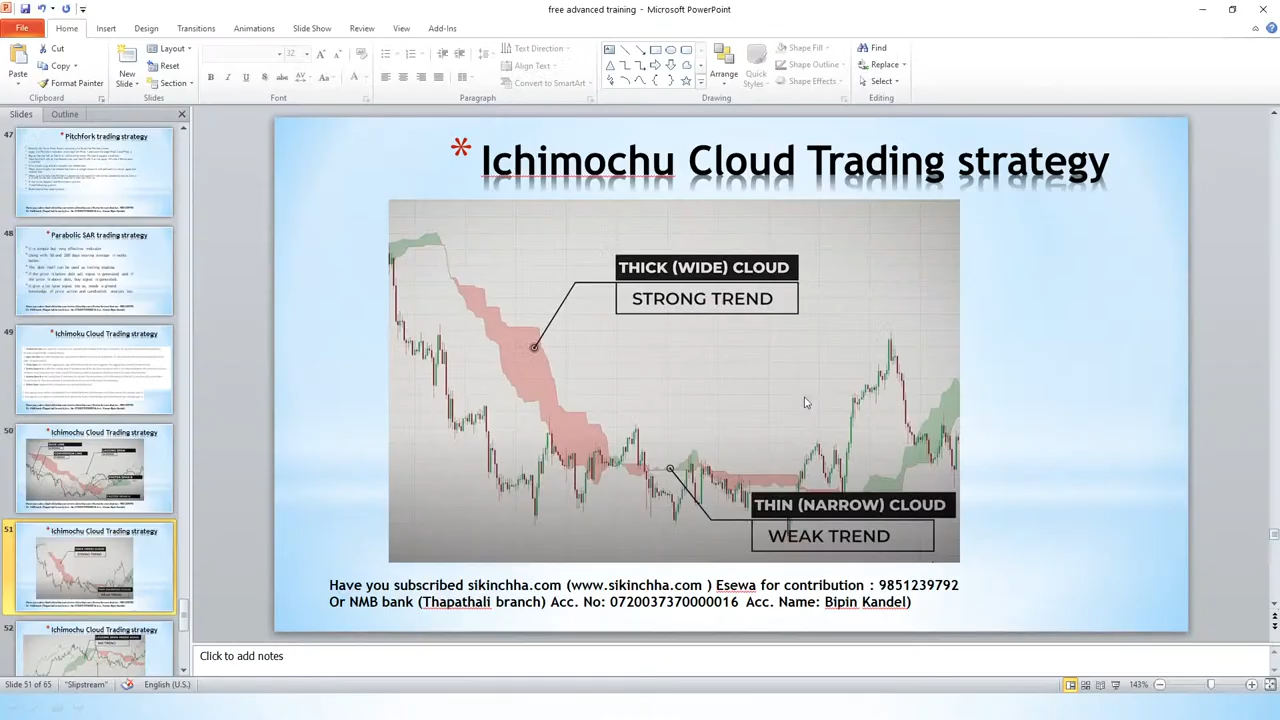 free advanced training - Microsoft PowerPoint
File Home Insert Design Transitions Animations Slide Show Review View Add-Ins
Cut
Copy
Format Painter
Paste
Clipboard
New
Slide
Layout
Reset
Section
Slides
32
Font
Text Direction
Align Text
Convert to SmartArt
Paragraph
Arrange
Quick
Styles
Shape Fill
Shape Outline
Shape Effects
Drawing
Find
Replace
Select
Editing
Slides Outline
47
Pitchfork trading strategy
48
Parabolic SAR trading strategy
49
Ichimoku Cloud Trading strategy
50
Ichimochu Cloud Trading strategy
51
Ichimochu Cloud Trading strategy
52
Ichimochu Cloud Trading strategy
* Ichimochu Cloud Trading strategy
THICK (WIDE) CLOUD
STRONG TREND
THIN (NARROW) CLOUD
WEAK TREND
Have you subscribed sikinchha.com (www.sikinchha.com ) Esewa for contribution : 9851239792
Or NMB bank (Thapathali branch) Acc. No: 0720037370000016 Acc. Name: Bipin Kandel)
Click to add notes
Slide 51 of 65 "Slipstream" English (U.S.) 143%